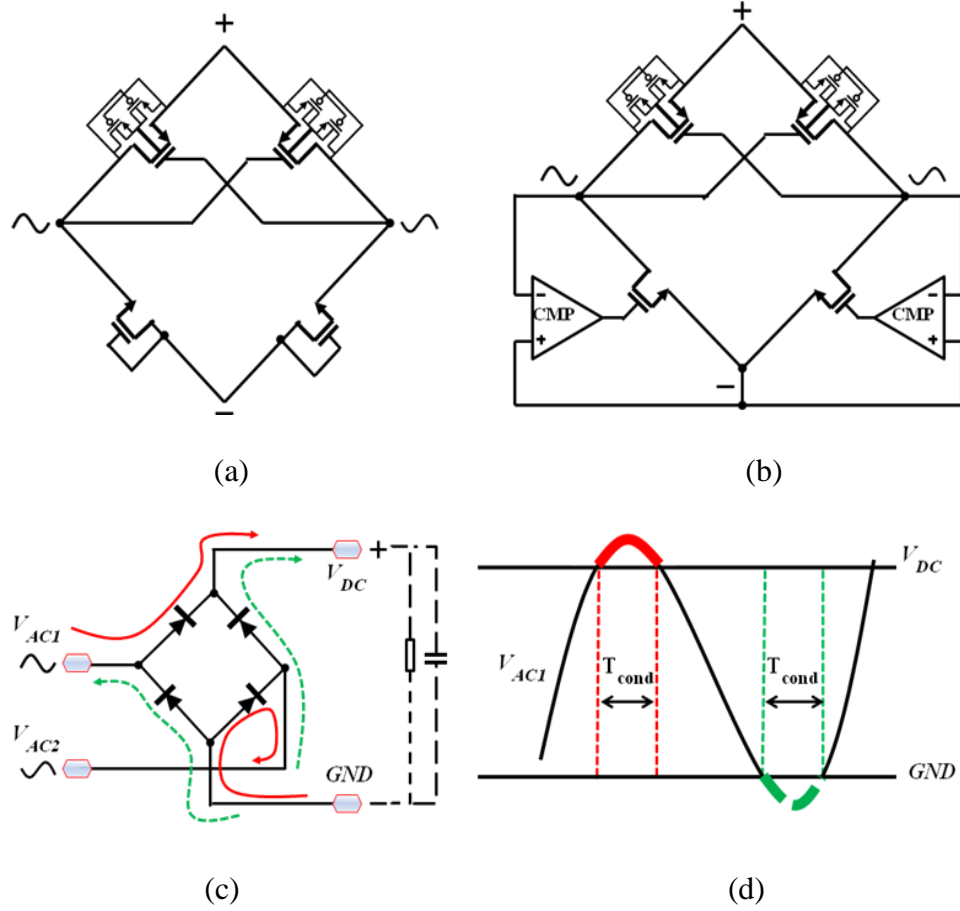 +
−
(a)
+
− CMP +
− CMP +
−
(b)
V_AC1
V_AC2
+
V_DC
GND
(c)
V_DC
V_AC1
T_cond
T_cond
GND
(d)